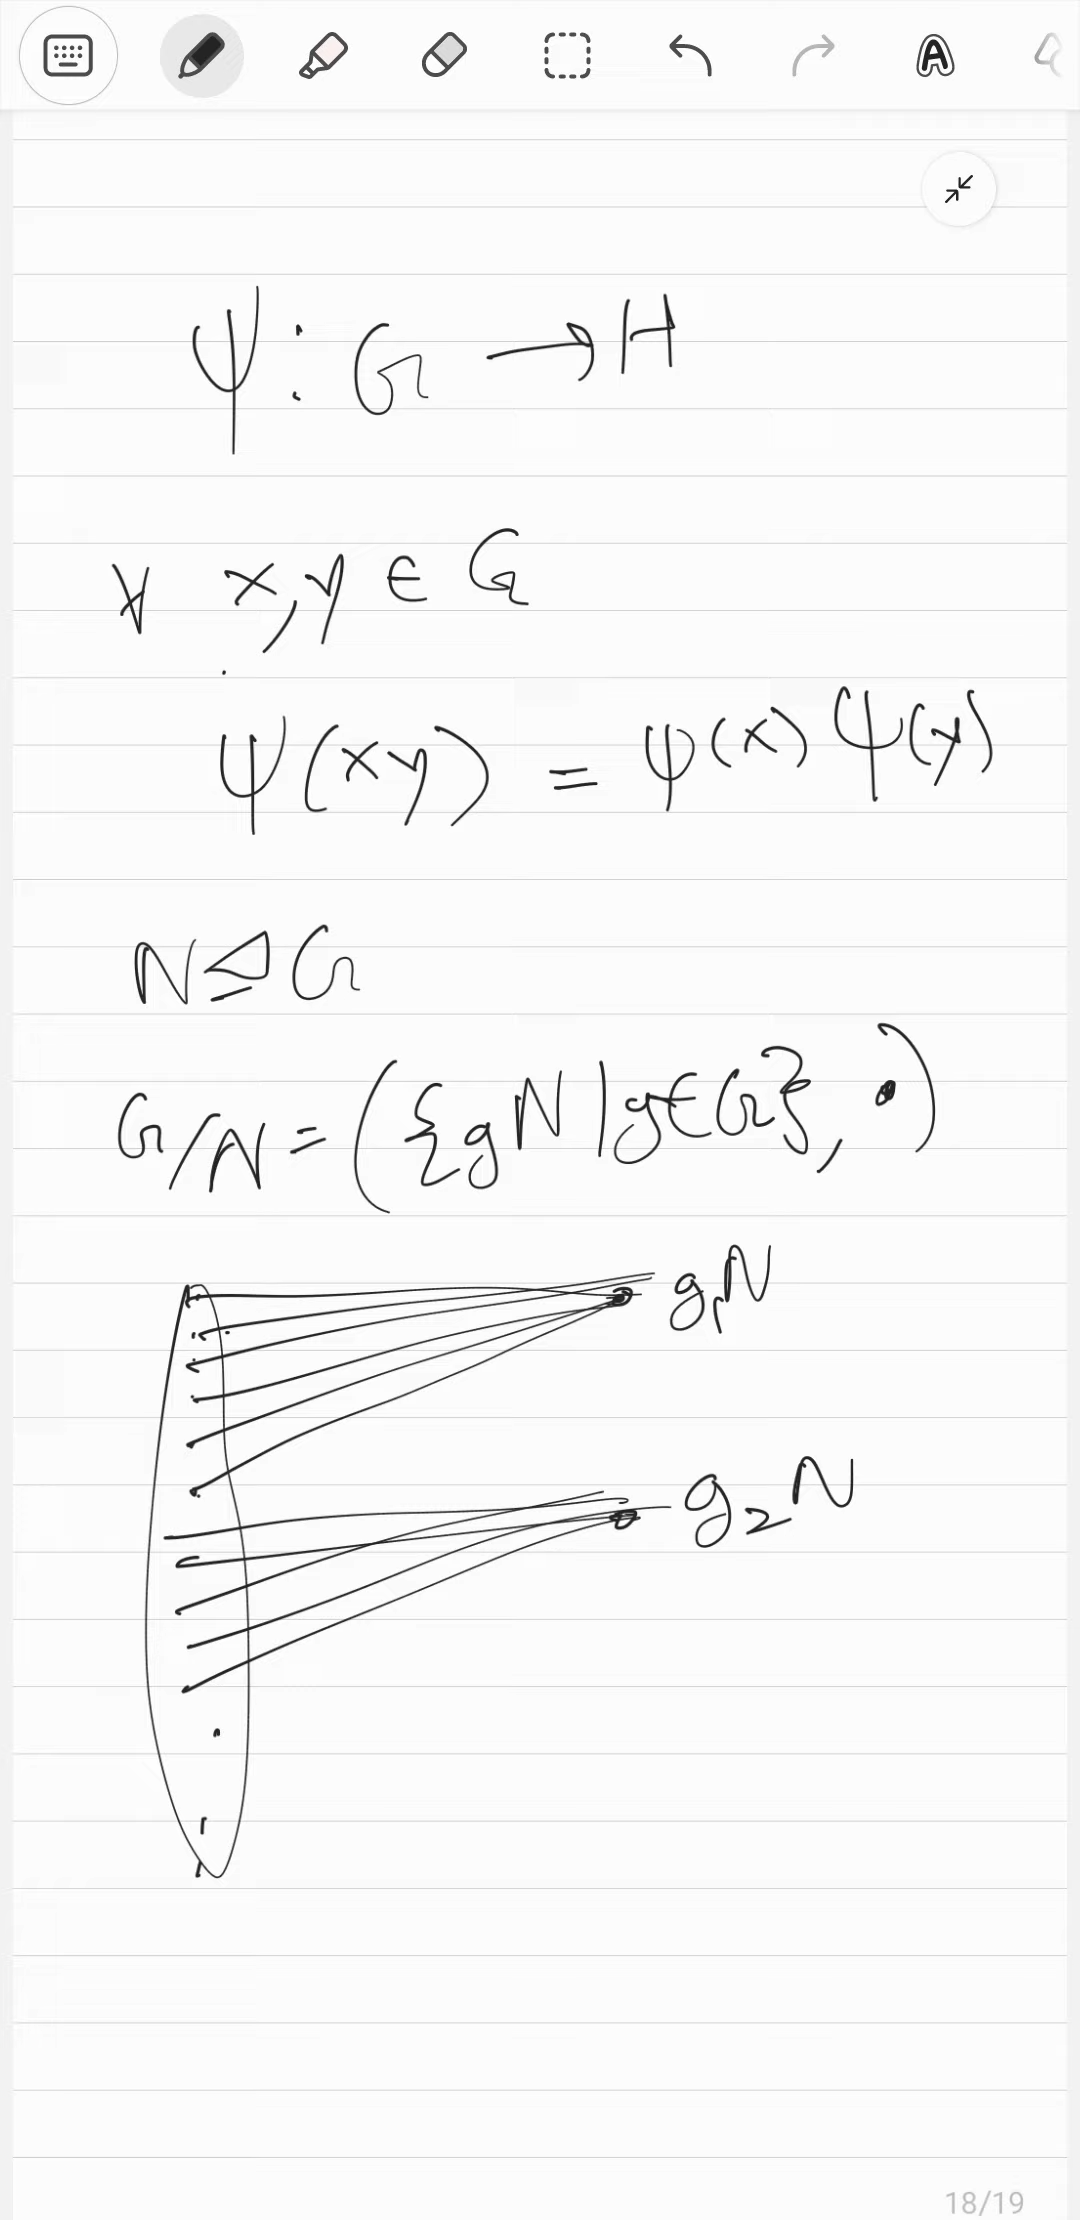 ψ : G → H
∀ x, y ∈ G
ψ(xy) = ψ(x) ψ(y)
N ⊴ G
G/N = ({gN | g ∈ G}, •)
g₁N
g₂N
18/19